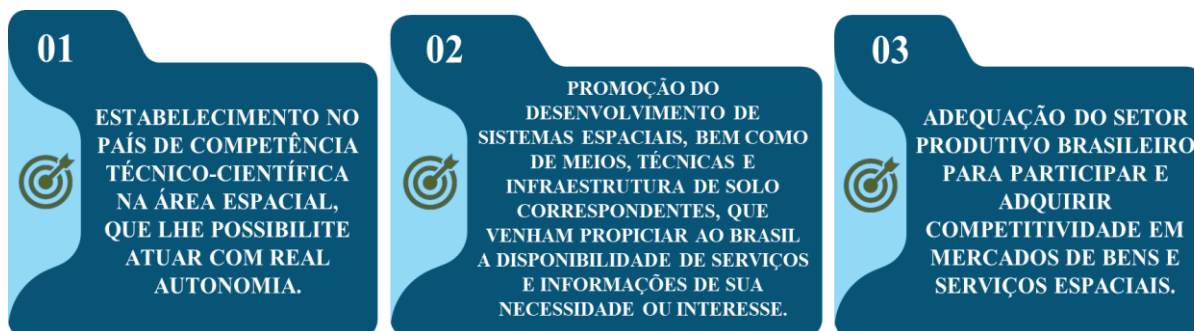 01
ESTABELECIMENTO NO
PAÍS DE COMPETÊNCIA
TÉCNICO-CIENTÍFICA
NA ÁREA ESPACIAL,
QUE LHE POSSIBILITE
ATUAR COM REAL
AUTONOMIA.
02
PROMOÇÃO DO
DESENVOLVIMENTO DE
SISTEMAS ESPACIAIS, BEM COMO
DE MEIOS, TÉCNICAS E
INFRAESTRUTURA DE SOLO
CORRESPONDENTES, QUE
VENHAM PROPICIAR AO BRASIL
A DISPONIBILIDADE DE SERVIÇOS
E INFORMAÇÕES DE SUA
NECESSIDADE OU INTERESSE.
03
ADEQUAÇÃO DO SETOR
PRODUTIVO BRASILEIRO
PARA PARTICIPAR E
ADQUIRIR
COMPETITIVIDADE EM
MERCADOS DE BENS E
SERVIÇOS ESPACIAIS.